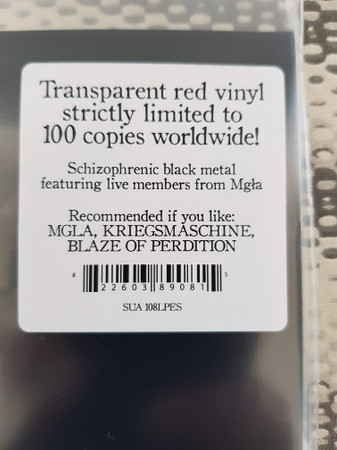 Transparent red vinyl
strictly limited to
100 copies worldwide!
Schizophrenic black metal
featuring live members from Mgła
Recommended if you like:
MGLA, KRIEGSMASCHINE,
BLAZE OF PERDITION
8 22603 89081 5
SUA 108LPES